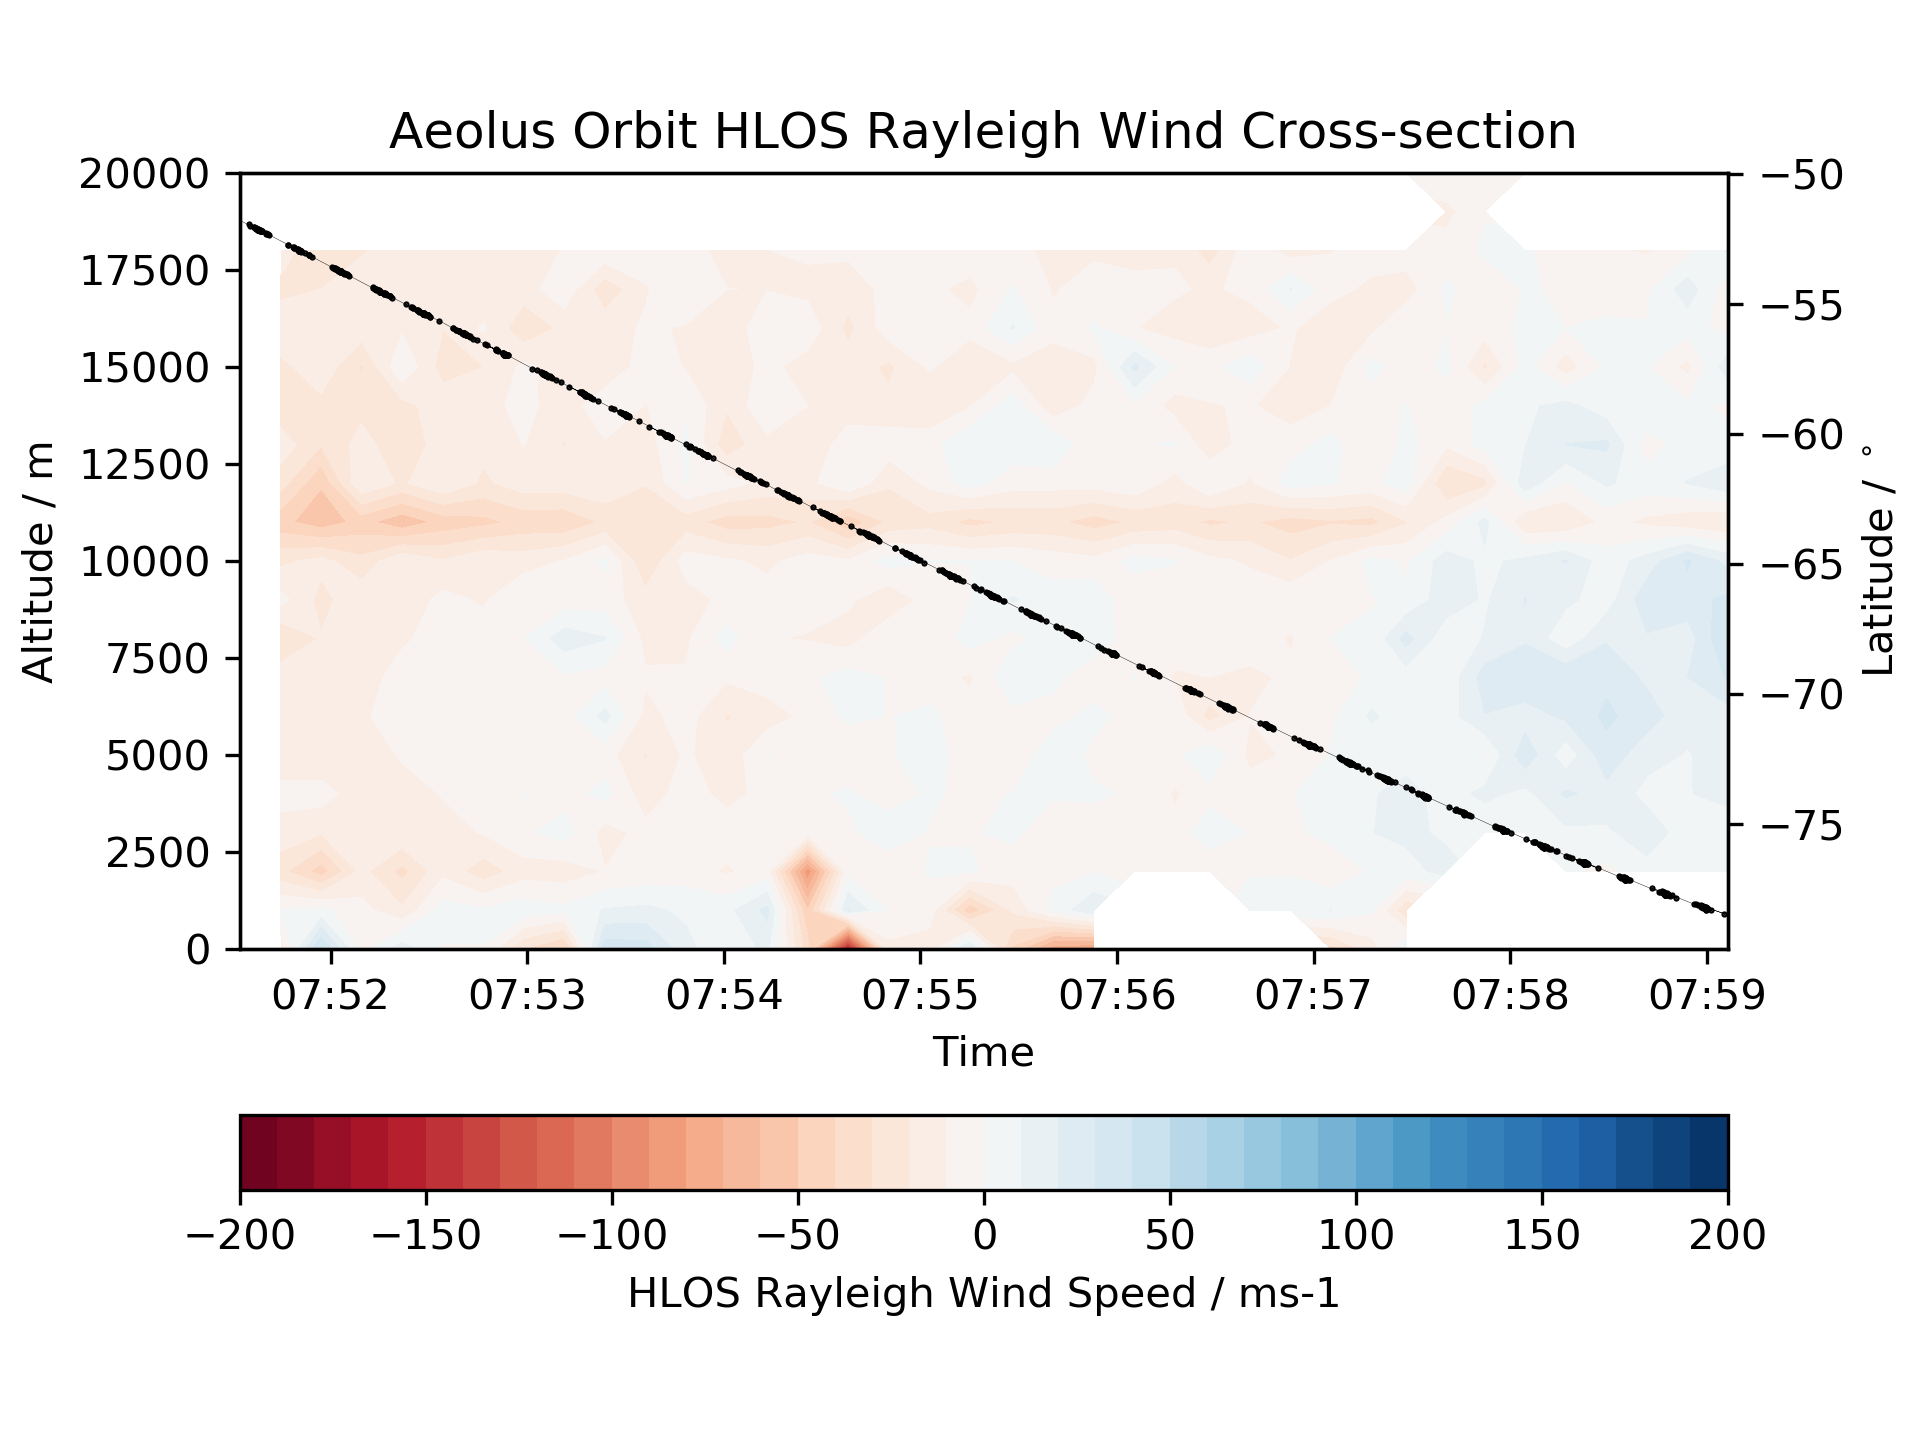 Aeolus Orbit HLOS Rayleigh Wind Cross-section
20000
17500
15000
12500
10000
7500
5000
2500
0
Altitude / m
−50
−55
−60
−65
−70
−75
Latitude / °
07:52 07:53 07:54 07:55 07:56 07:57 07:58 07:59
Time
−200 −150 −100 −50 0 50 100 150 200
HLOS Rayleigh Wind Speed / ms-1